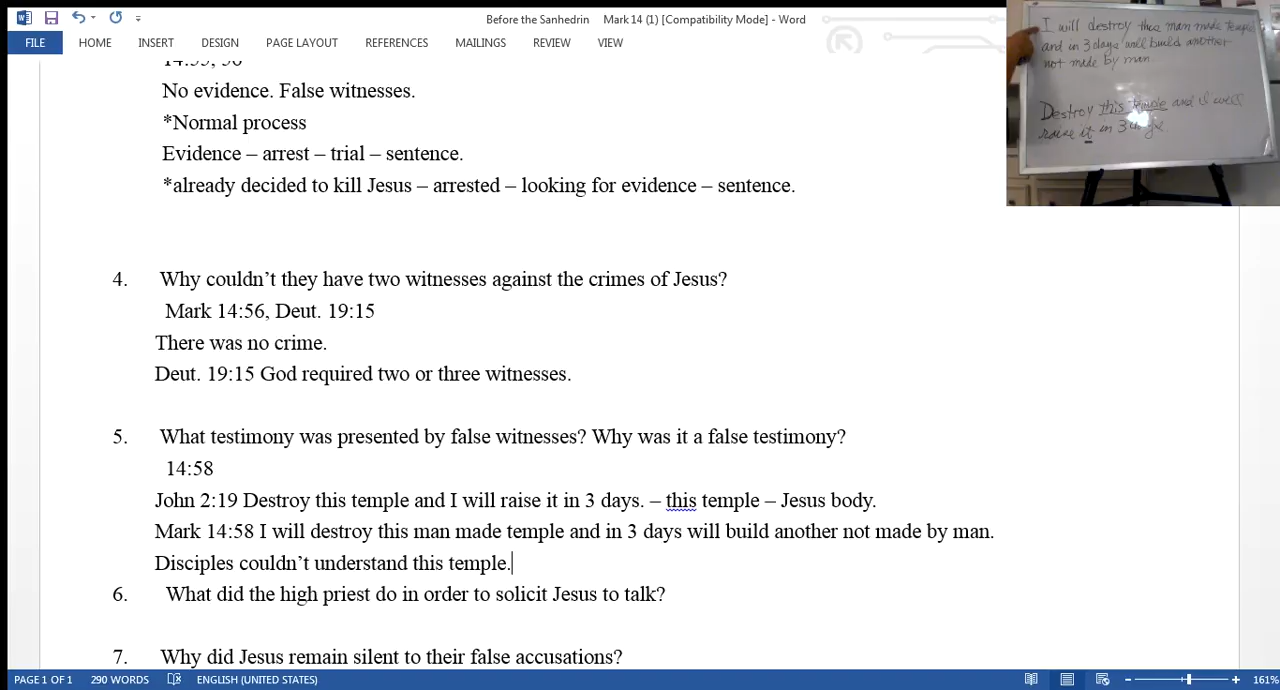 Before the Sanhedrin Mark 14 (1) [Compatibility Mode] - Word
FILE HOME INSERT DESIGN PAGE LAYOUT REFERENCES MAILINGS REVIEW VIEW
No evidence. False witnesses.
*Normal process
Evidence – arrest – trial – sentence.
*already decided to kill Jesus – arrested – looking for evidence – sentence.
4. Why couldn’t they have two witnesses against the crimes of Jesus?
Mark 14:56, Deut. 19:15
There was no crime.
Deut. 19:15 God required two or three witnesses.
5. What testimony was presented by false witnesses? Why was it a false testimony?
14:58
John 2:19 Destroy this temple and I will raise it in 3 days. – this temple – Jesus body.
Mark 14:58 I will destroy this man made temple and in 3 days will build another not made by man.
Disciples couldn’t understand this temple.
6. What did the high priest do in order to solicit Jesus to talk?
7. Why did Jesus remain silent to their false accusations?
PAGE 1 OF 1 290 WORDS ENGLISH (UNITED STATES) 161%
I will destroy this man made temple
and in 3 days will build another
not made by man.
Destroy this temple and I will
raise it in 3